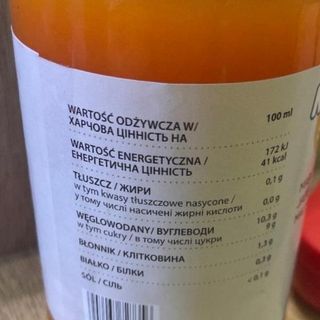 WARTOŚĆ ODŻYWCZA W/
ХАРЧОВА ЦІННІСТЬ НА 100 ml
WARTOŚĆ ENERGETYCZNA / 172 kJ
ЕНЕРГЕТИЧНА ЦІННІСТЬ 41 kcal
TŁUSZCZ / ЖИРИ 0,1 g
w tym kwasy tłuszczowe nasycone /
у тому числі насичені жирні кислоти 0,0 g
WĘGLOWODANY/ ВУГЛЕВОДИ 10,3 g
w tym cukry / в тому числі цукри 9 g
BŁONNIK / КЛІТКОВИНА 1,3 g
BIAŁKO / БІЛКИ 0,3 g
SÓL / СІЛЬ < 0,1 g